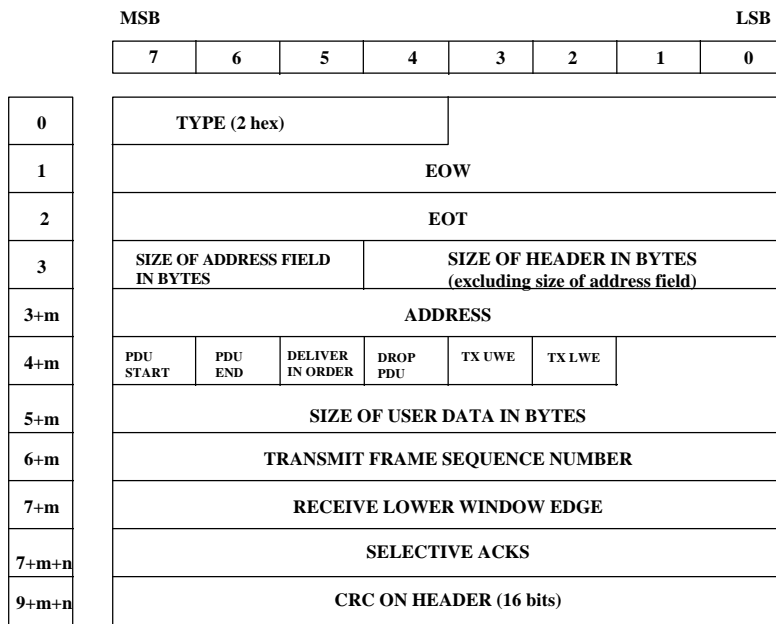 MSB LSB
7 6 5 4 3 2 1 0
0 TYPE (2 hex)
1 EOW
2 EOT
3 SIZE OF ADDRESS FIELD SIZE OF HEADER IN BYTES
IN BYTES (excluding size of address field)
3+m ADDRESS
4+m PDU PDU DELIVER DROP TX UWE TX LWE
START END IN ORDER PDU
5+m SIZE OF USER DATA IN BYTES
6+m TRANSMIT FRAME SEQUENCE NUMBER
7+m RECEIVE LOWER WINDOW EDGE
7+m+n SELECTIVE ACKS
9+m+n CRC ON HEADER (16 bits)